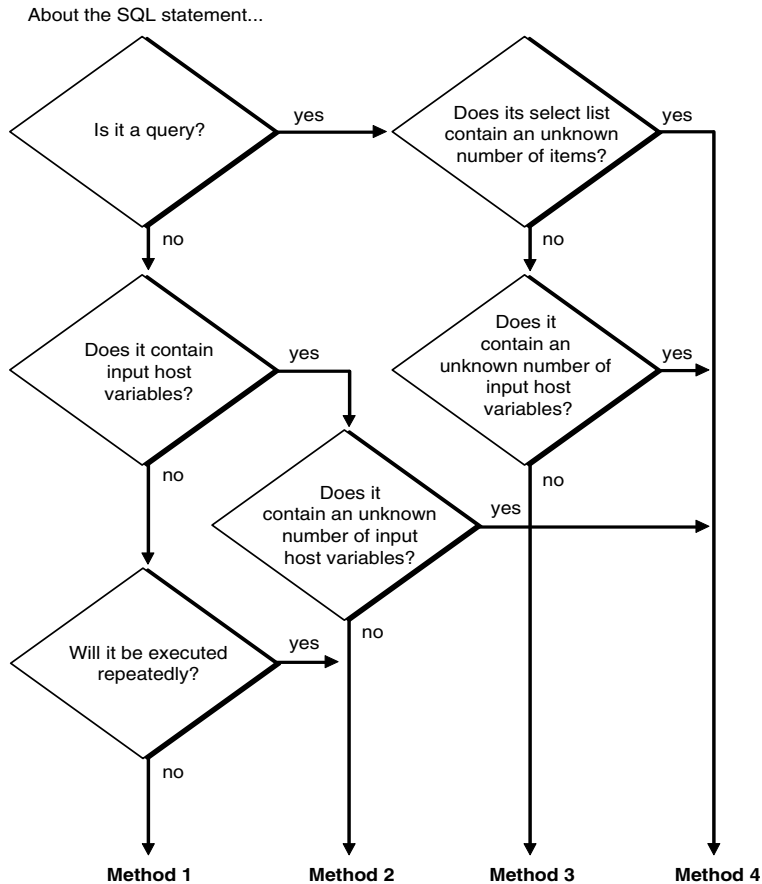 About the SQL statement...
Is it a query?
yes
Does its select list
contain an unknown
number of items?
yes
no
no
Does it contain
input host
variables?
yes
Does it
contain an
unknown number of
input host
variables?
yes
no
no
Does it
contain an unknown
number of input
host variables?
yes
no
Will it be executed
repeatedly?
yes
no
Method 1
Method 2
Method 3
Method 4